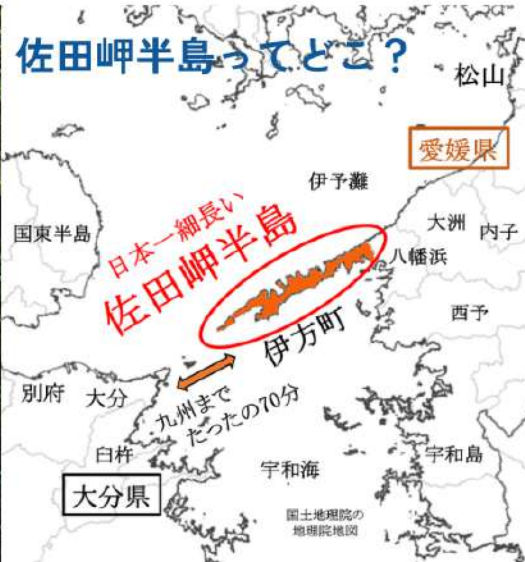 佐田岬半島ってどこ？
松山
愛媛県
伊予灘
国東半島
日本一細長い
佐田岬半島
大洲
内子
八幡浜
伊方町
西予
九州まで
たったの70分
別府
大分
臼杵
宇和海
宇和島
大分県
国土地理院の
地理院地図